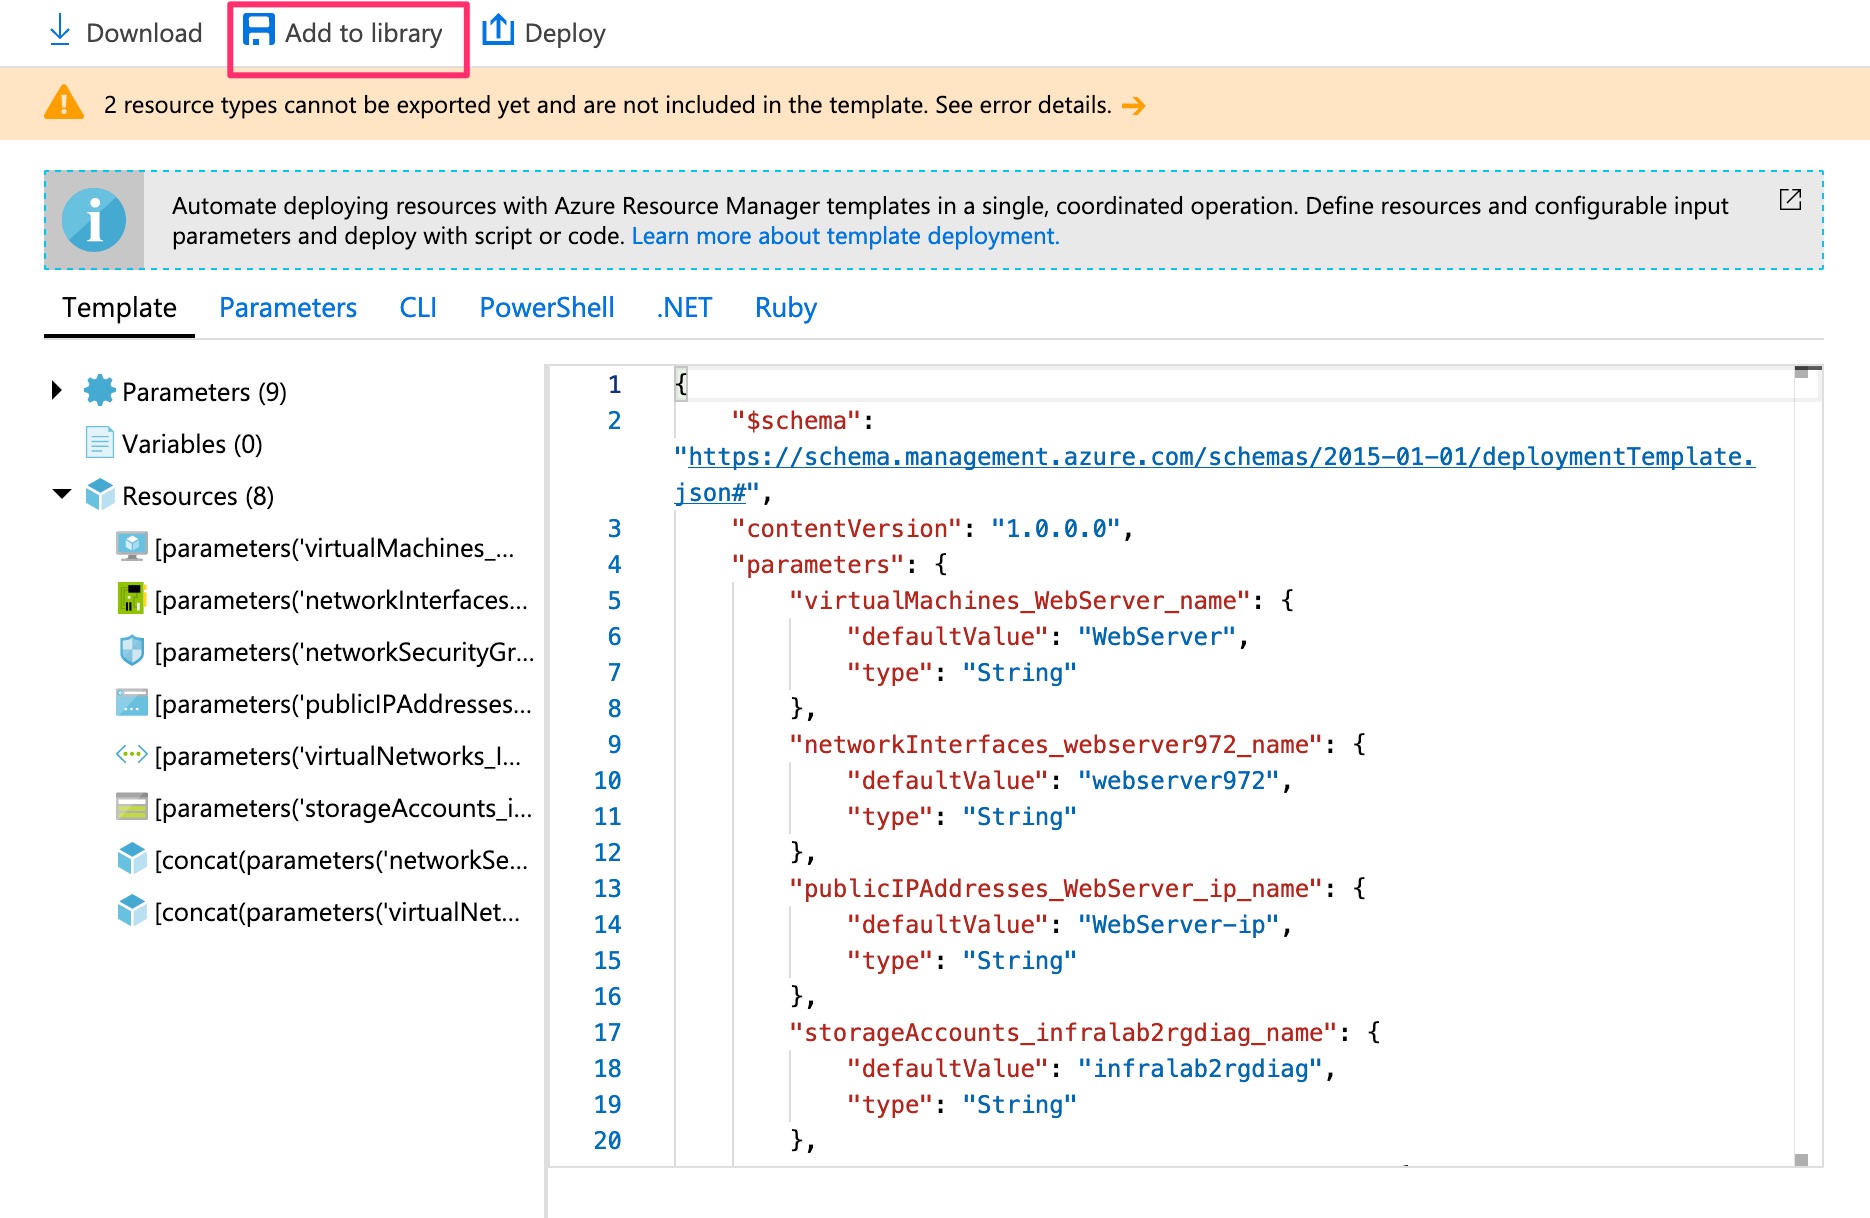 Download Add to library Deploy
2 resource types cannot be exported yet and are not included in the template. See error details. →
Automate deploying resources with Azure Resource Manager templates in a single, coordinated operation. Define resources and configurable input
parameters and deploy with script or code. Learn more about template deployment.
Template Parameters CLI PowerShell .NET Ruby
Parameters (9)
Variables (0)
Resources (8)
[parameters('virtualMachines_...
[parameters('networkInterfaces...
[parameters('networkSecurityGr...
[parameters('publicIPAddresses...
[parameters('virtualNetworks_I...
[parameters('storageAccounts_i...
[concat(parameters('networkSe...
[concat(parameters('virtualNet...
1 {
2 "$schema":
"https://schema.management.azure.com/schemas/2015-01-01/deploymentTemplate.
json#",
3 "contentVersion": "1.0.0.0",
4 "parameters": {
5 "virtualMachines_WebServer_name": {
6 "defaultValue": "WebServer",
7 "type": "String"
8 },
9 "networkInterfaces_webserver972_name": {
10 "defaultValue": "webserver972",
11 "type": "String"
12 },
13 "publicIPAddresses_WebServer_ip_name": {
14 "defaultValue": "WebServer-ip",
15 "type": "String"
16 },
17 "storageAccounts_infralab2rgdiag_name": {
18 "defaultValue": "infralab2rgdiag",
19 "type": "String"
20 },